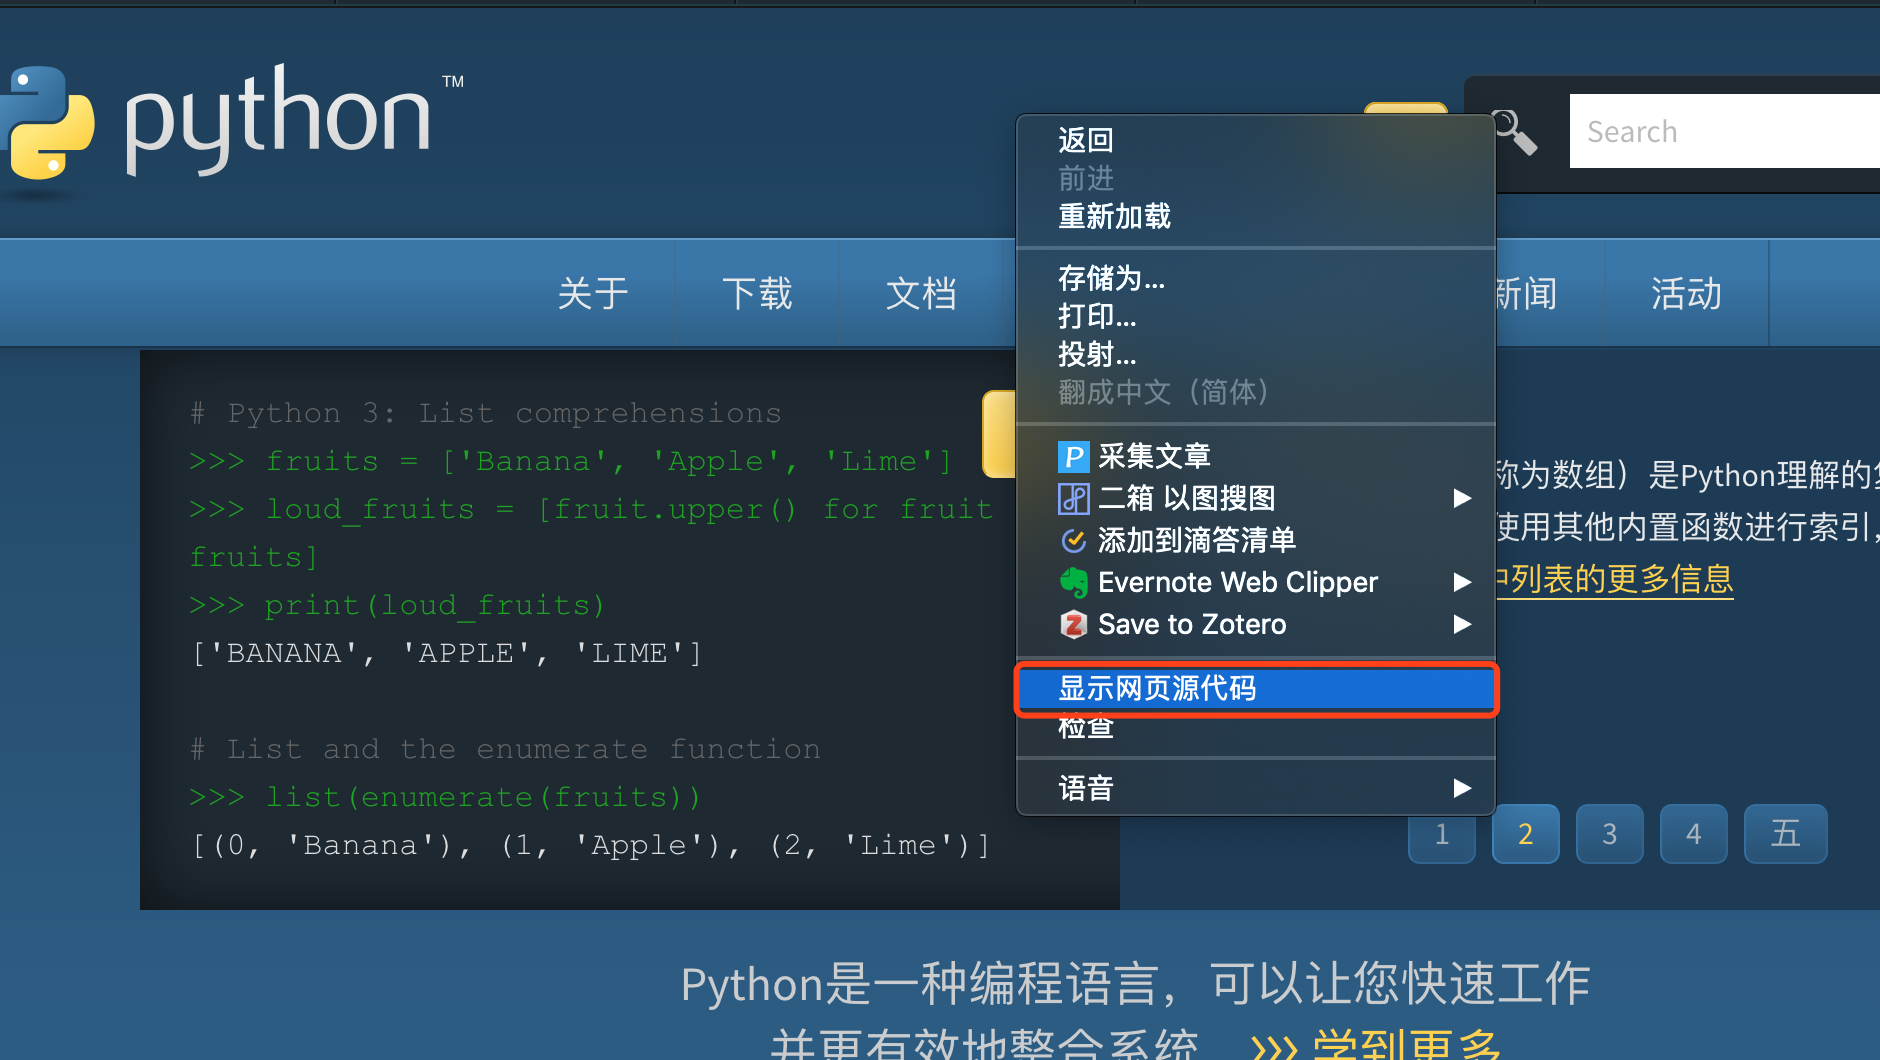 python™
Search
关于
下载
文档
新闻
活动
返回
前进
重新加载
存储为...
打印...
投射...
翻成中文（简体）
采集文章
二箱 以图搜图
添加到滴答清单
Evernote Web Clipper
Save to Zotero
显示网页源代码
检查
语音
# Python 3: List comprehensions
>>> fruits = ['Banana', 'Apple', 'Lime']
>>> loud_fruits = [fruit.upper() for fruit
fruits]
>>> print(loud_fruits)
['BANANA', 'APPLE', 'LIME']
# List and the enumerate function
>>> list(enumerate(fruits))
[(0, 'Banana'), (1, 'Apple'), (2, 'Lime')]
称为数组）是Python理解的
使用其他内置函数进行索引，
中列表的更多信息
1
2
3
4
五
Python是一种编程语言，可以让您快速工作
并更有效地整合系统 >>> 学到更多